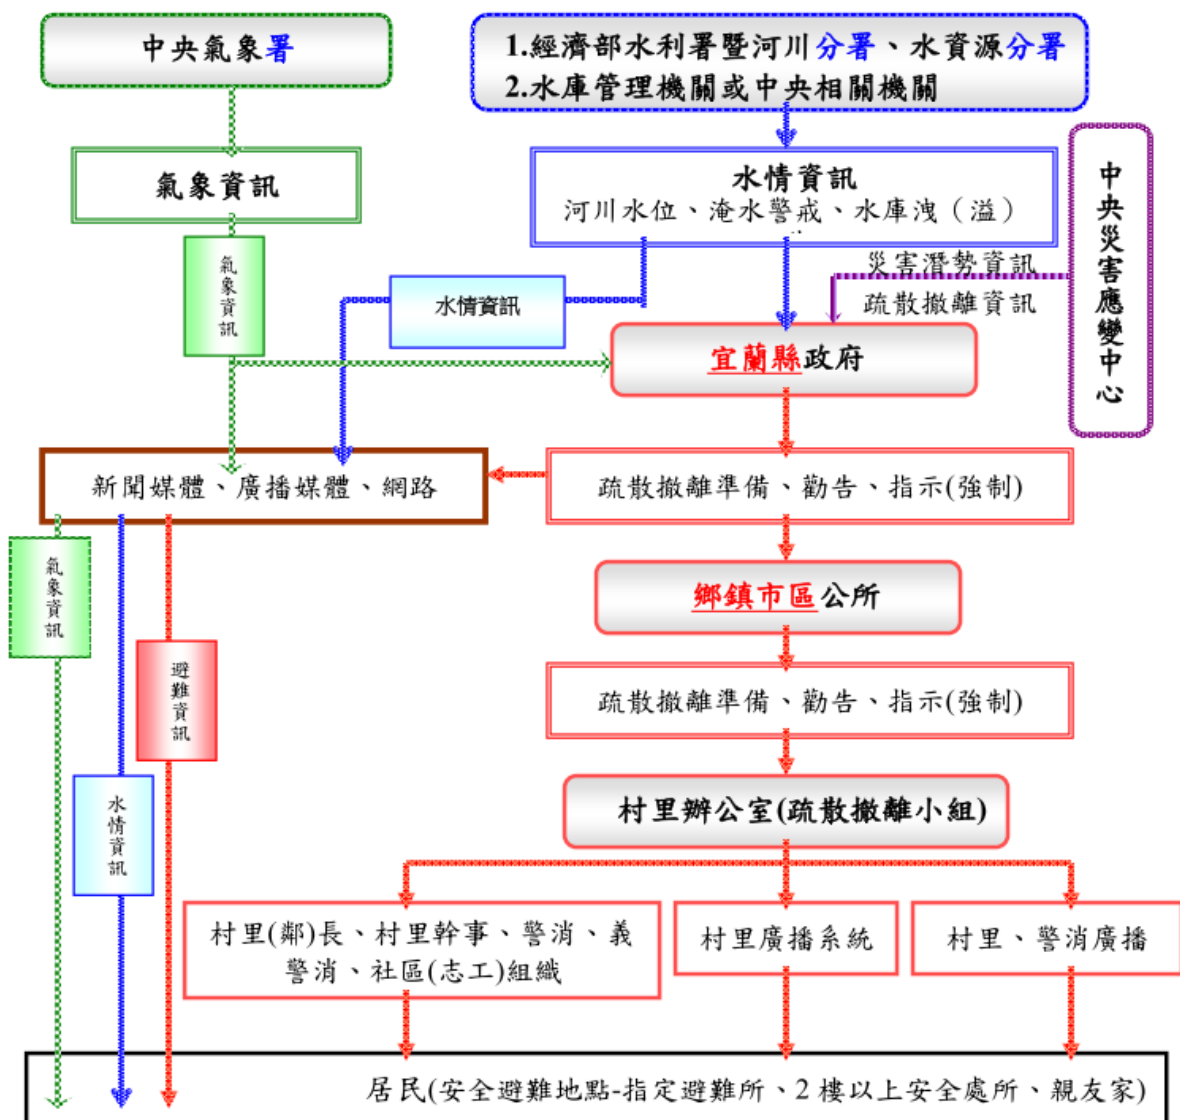 中央氣象署
1.經濟部水利署暨河川分署、水資源分署
2.水庫管理機關或中央相關機關
氣象資訊
水情資訊
河川水位、淹水警戒、水庫洩（溢）
中央災害應變中心
氣象資訊
水情資訊
災害潛勢資訊
疏散撤離資訊
宜蘭縣政府
新聞媒體、廣播媒體、網路
疏散撤離準備、勸告、指示(強制)
氣象資訊
鄉鎮市區公所
避難資訊
疏散撤離準備、勸告、指示(強制)
水情資訊
村里辦公室(疏散撤離小組)
村里(鄰)長、村里幹事、警消、義
警消、社區(志工)組織
村里廣播系統
村里、警消廣播
居民(安全避難地點-指定避難所、2 樓以上安全處所、親友家)